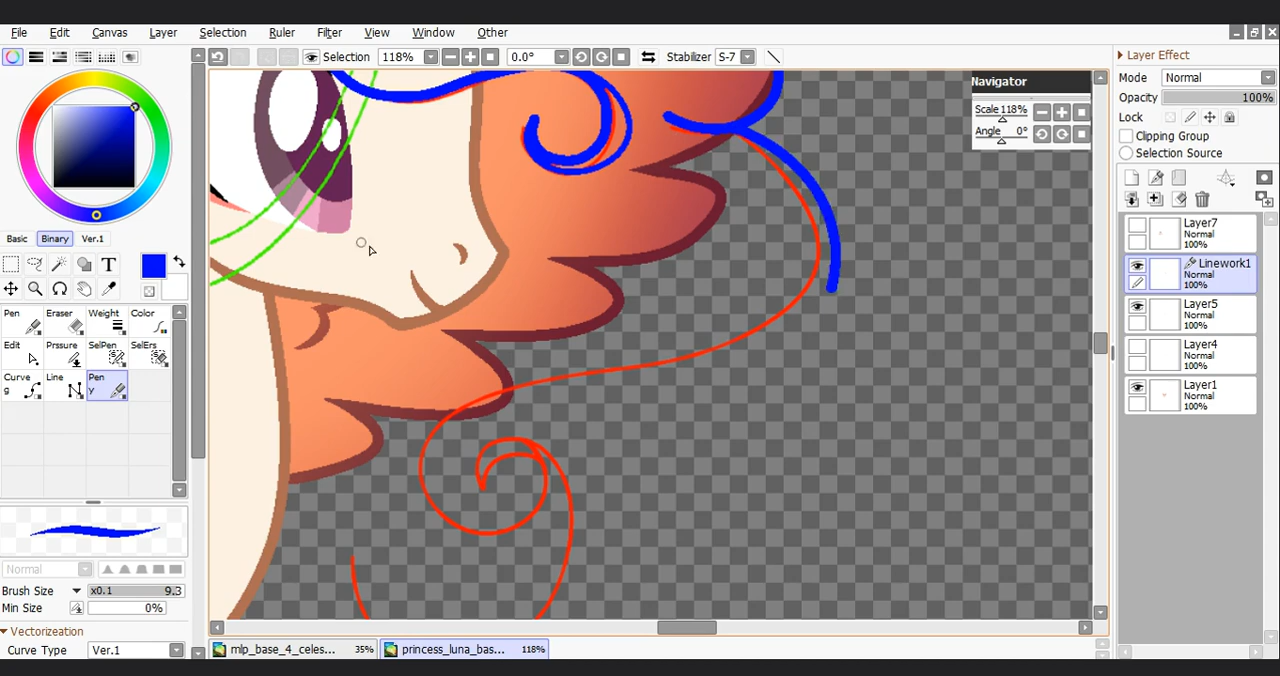 File Edit Canvas Layer Selection Ruler Filter View Window Other
Selection 118% 0.0° Stabilizer S-7
Layer Effect
Mode Normal
Opacity 100%
Lock
Clipping Group
Selection Source
Navigator
Scale 118%
Angle 0°
Basic Binary Ver.1
T
Pen Eraser Weight Color
Edit Prssure SelPen SelErs
Curve Line Pen
g y
Normal
Brush Size x0.1 9.3
Min Size 0%
Vectorization
Curve Type Ver.1
Layer7
Normal
100%
Linework1
Normal
100%
Layer5
Normal
100%
Layer4
Normal
100%
Layer1
Normal
100%
mlp_base_4_celes... 35% princess_luna_bas... 118%